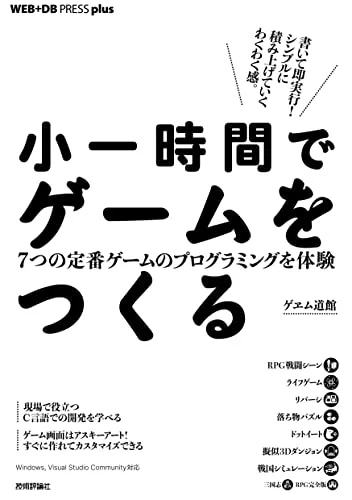 WEB+DB PRESS plus
書いて即実行！
シンプルに
積み上げていく
わくわく感。
小一時間で
ゲームを
7つの定番ゲームのプログラミングを体験
つくる
ゲヱム道館
RPG戦闘シーン
ライフゲーム
リバーシ
落ち物パズル
ドットイート
擬似3Dダンジョン
戦国シミュレーション
三国志 RPG完全版
現場で役立つ
C言語での開発を学べる
ゲーム画面はアスキーアート！
すぐに作れてカスタマイズできる
Windows, Visual Studio Community対応
技術評論社